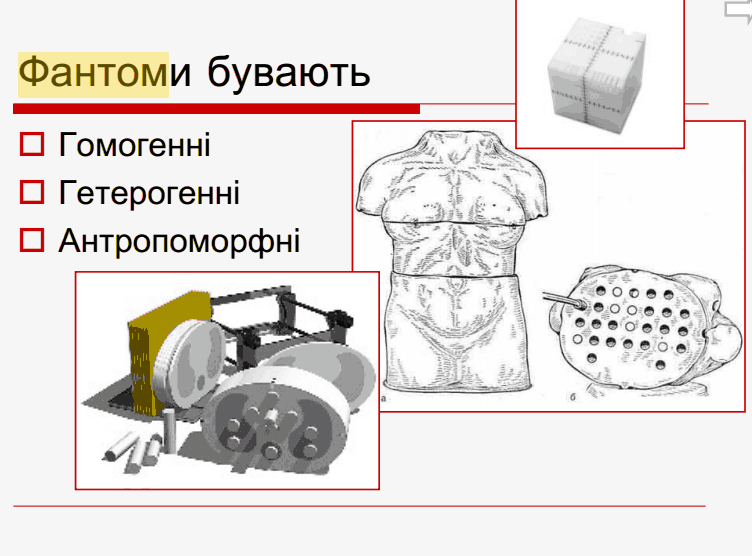 Фантоми бувають
Гомогенні
Гетерогенні
Антропоморфні
а
б